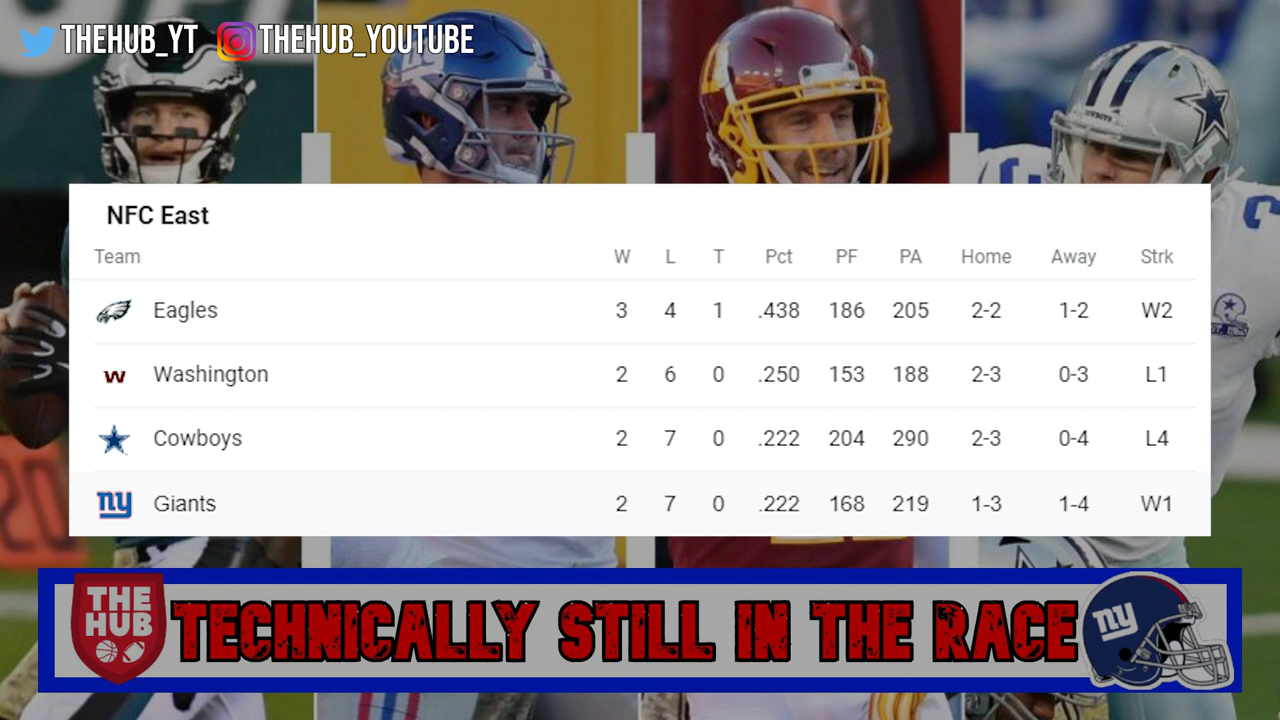 THEHUB_YT THEHUB_YOUTUBE
NFC East
Team W L T Pct PF PA Home Away Strk
Eagles 3 4 1 .438 186 205 2-2 1-2 W2
W Washington 2 6 0 .250 153 188 2-3 0-3 L1
Cowboys 2 7 0 .222 204 290 2-3 0-4 L4
ny Giants 2 7 0 .222 168 219 1-3 1-4 W1
THE
HUB
TECHNICALLY STILL IN THE RACE
ny
COWBOYS